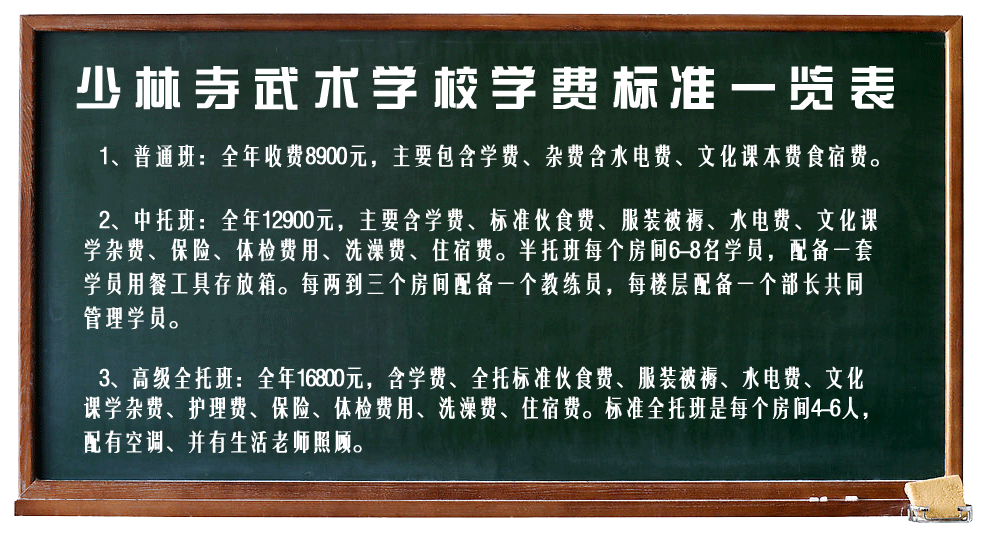 少林寺武术学校学费标准一览表
1、普通班：全年收费8900元，主要包含学费、杂费含水电费、文化课本费食宿费。
2、中托班：全年12900元，主要含学费、标准伙食费、服装被褥、水电费、文化课
学杂费、保险、体检费用、洗澡费、住宿费。半托班每个房间6-8名学员，配备一套
学员用餐工具存放箱。每两到三个房间配备一个教练员，每楼层配备一个部长共同
管理学员。
3、高级全托班：全年16800元，含学费、全托标准伙食费、服装被褥、水电费、文化
课学杂费、护理费、保险、体检费用、洗澡费、住宿费。标准全托班是每个房间4-6人，
配有空调、并有生活老师照顾。